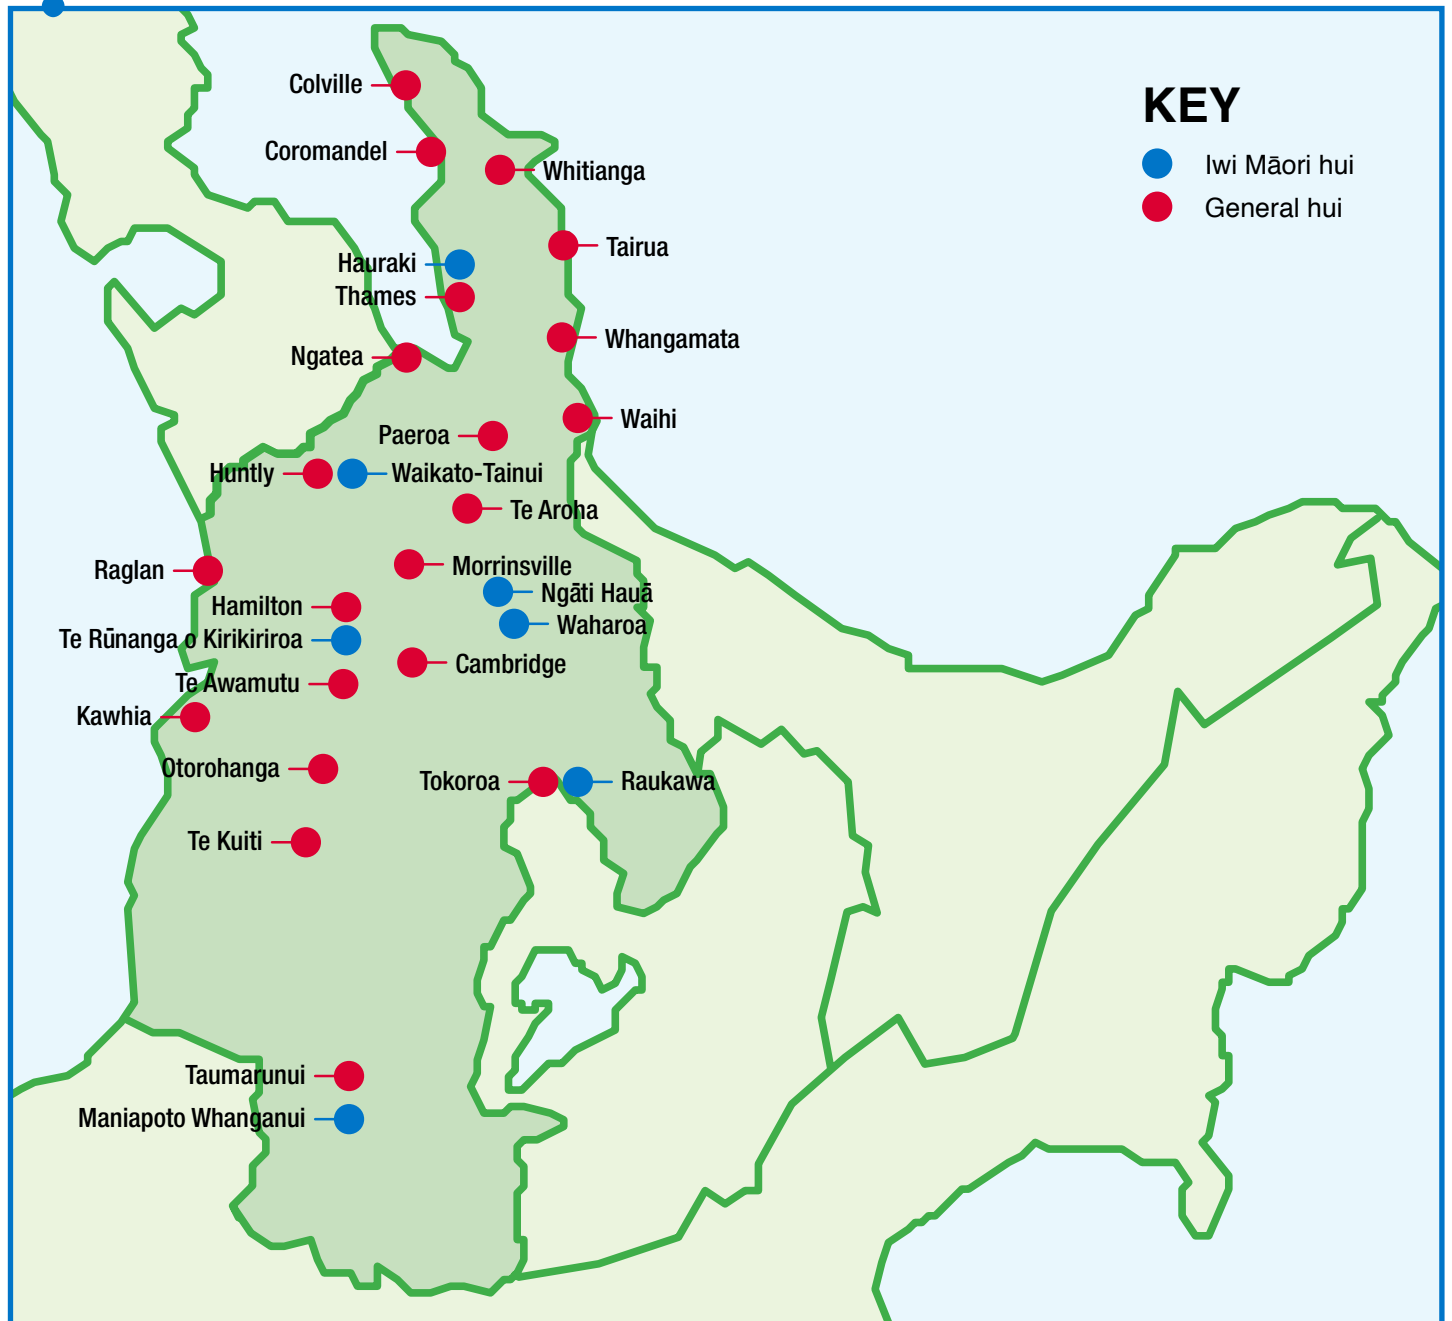 Colville
KEY
Coromandel
Iwi Māori hui
Whitianga
General hui
Tairua
Hauraki
Thames
Whangamata
Ngatea
Waihi
Paeroa
Huntly
Waikato-Tainui
Te Aroha
Raglan
Morrinsville
Ngāti Hauā
Hamilton
Waharoa
Te Rūnanga o Kirikiriroa
Cambridge
Te Awamutu
Kawhia
Otorohanga
Tokoroa
Raukawa
Te Kuiti
Taumarunui
Maniapoto Whanganui